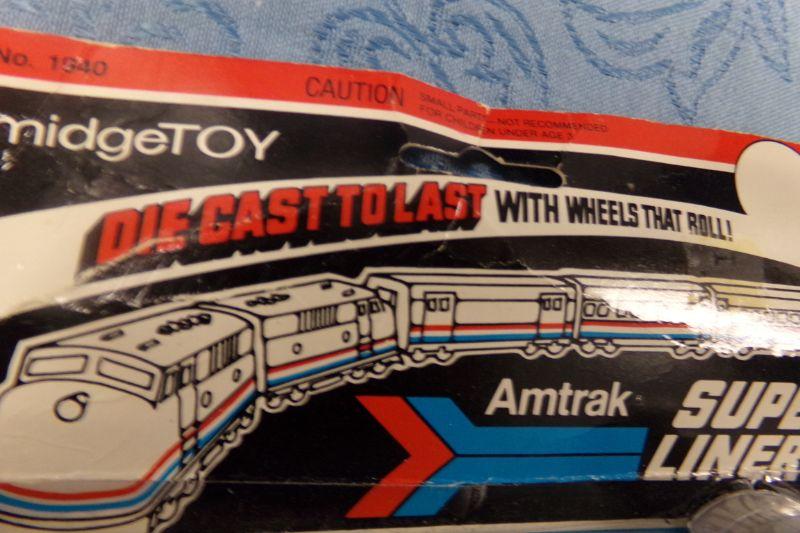 No. 1940
CAUTION
SMALL PARTS—NOT RECOMMENDED
FOR CHILDREN UNDER AGE 3
midgeTOY
DIE CAST TO LAST WITH WHEELS THAT ROLL!
Amtrak
SUPE
LINER